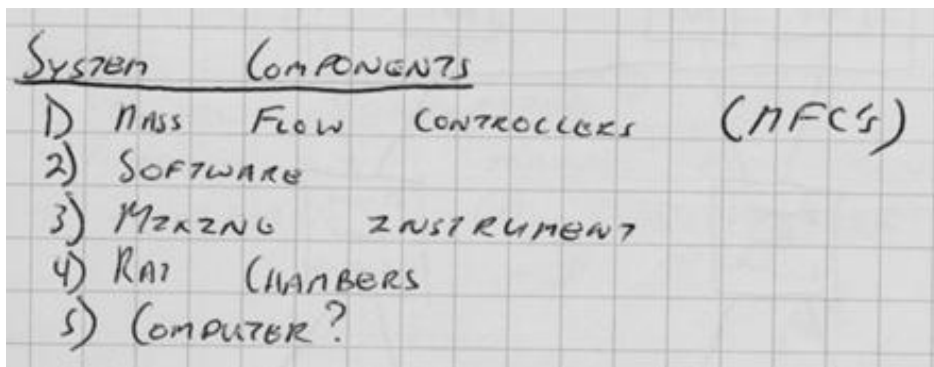 System Components
1) Mass Flow Controllers (MFC's)
2) Software
3) Mixing Instrument
4) Rat Chambers
5) Computer?